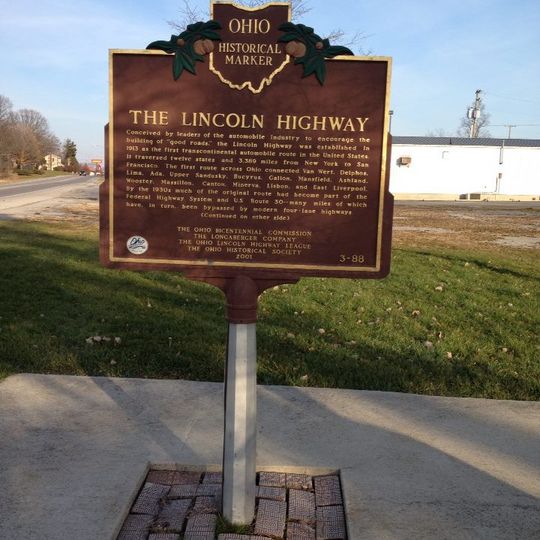 OHIO
HISTORICAL
MARKER
THE LINCOLN HIGHWAY
Conceived by leaders of the automobile industry to encourage the
building of "good roads," the Lincoln Highway was established in
1913 as the first transcontinental automobile route in the United States.
It traversed twelve states and 3,389 miles from New York to San
Francisco. The first route across Ohio connected Van Wert, Delphos,
Lima, Ada, Upper Sandusky, Bucyrus, Galion, Mansfield, Ashland,
Wooster, Massillon, Canton, Minerva, Lisbon, and East Liverpool.
By the 1930s much of the original route had become part of the
Federal Highway System and U.S. Route 30—many miles of which
have, in turn, been bypassed by modern four-lane highways.
(Continued on other side)
THE OHIO BICENTENNIAL COMMISSION
THE LONGABERGER COMPANY
THE OHIO LINCOLN HIGHWAY LEAGUE
THE OHIO HISTORICAL SOCIETY
2001
3-88